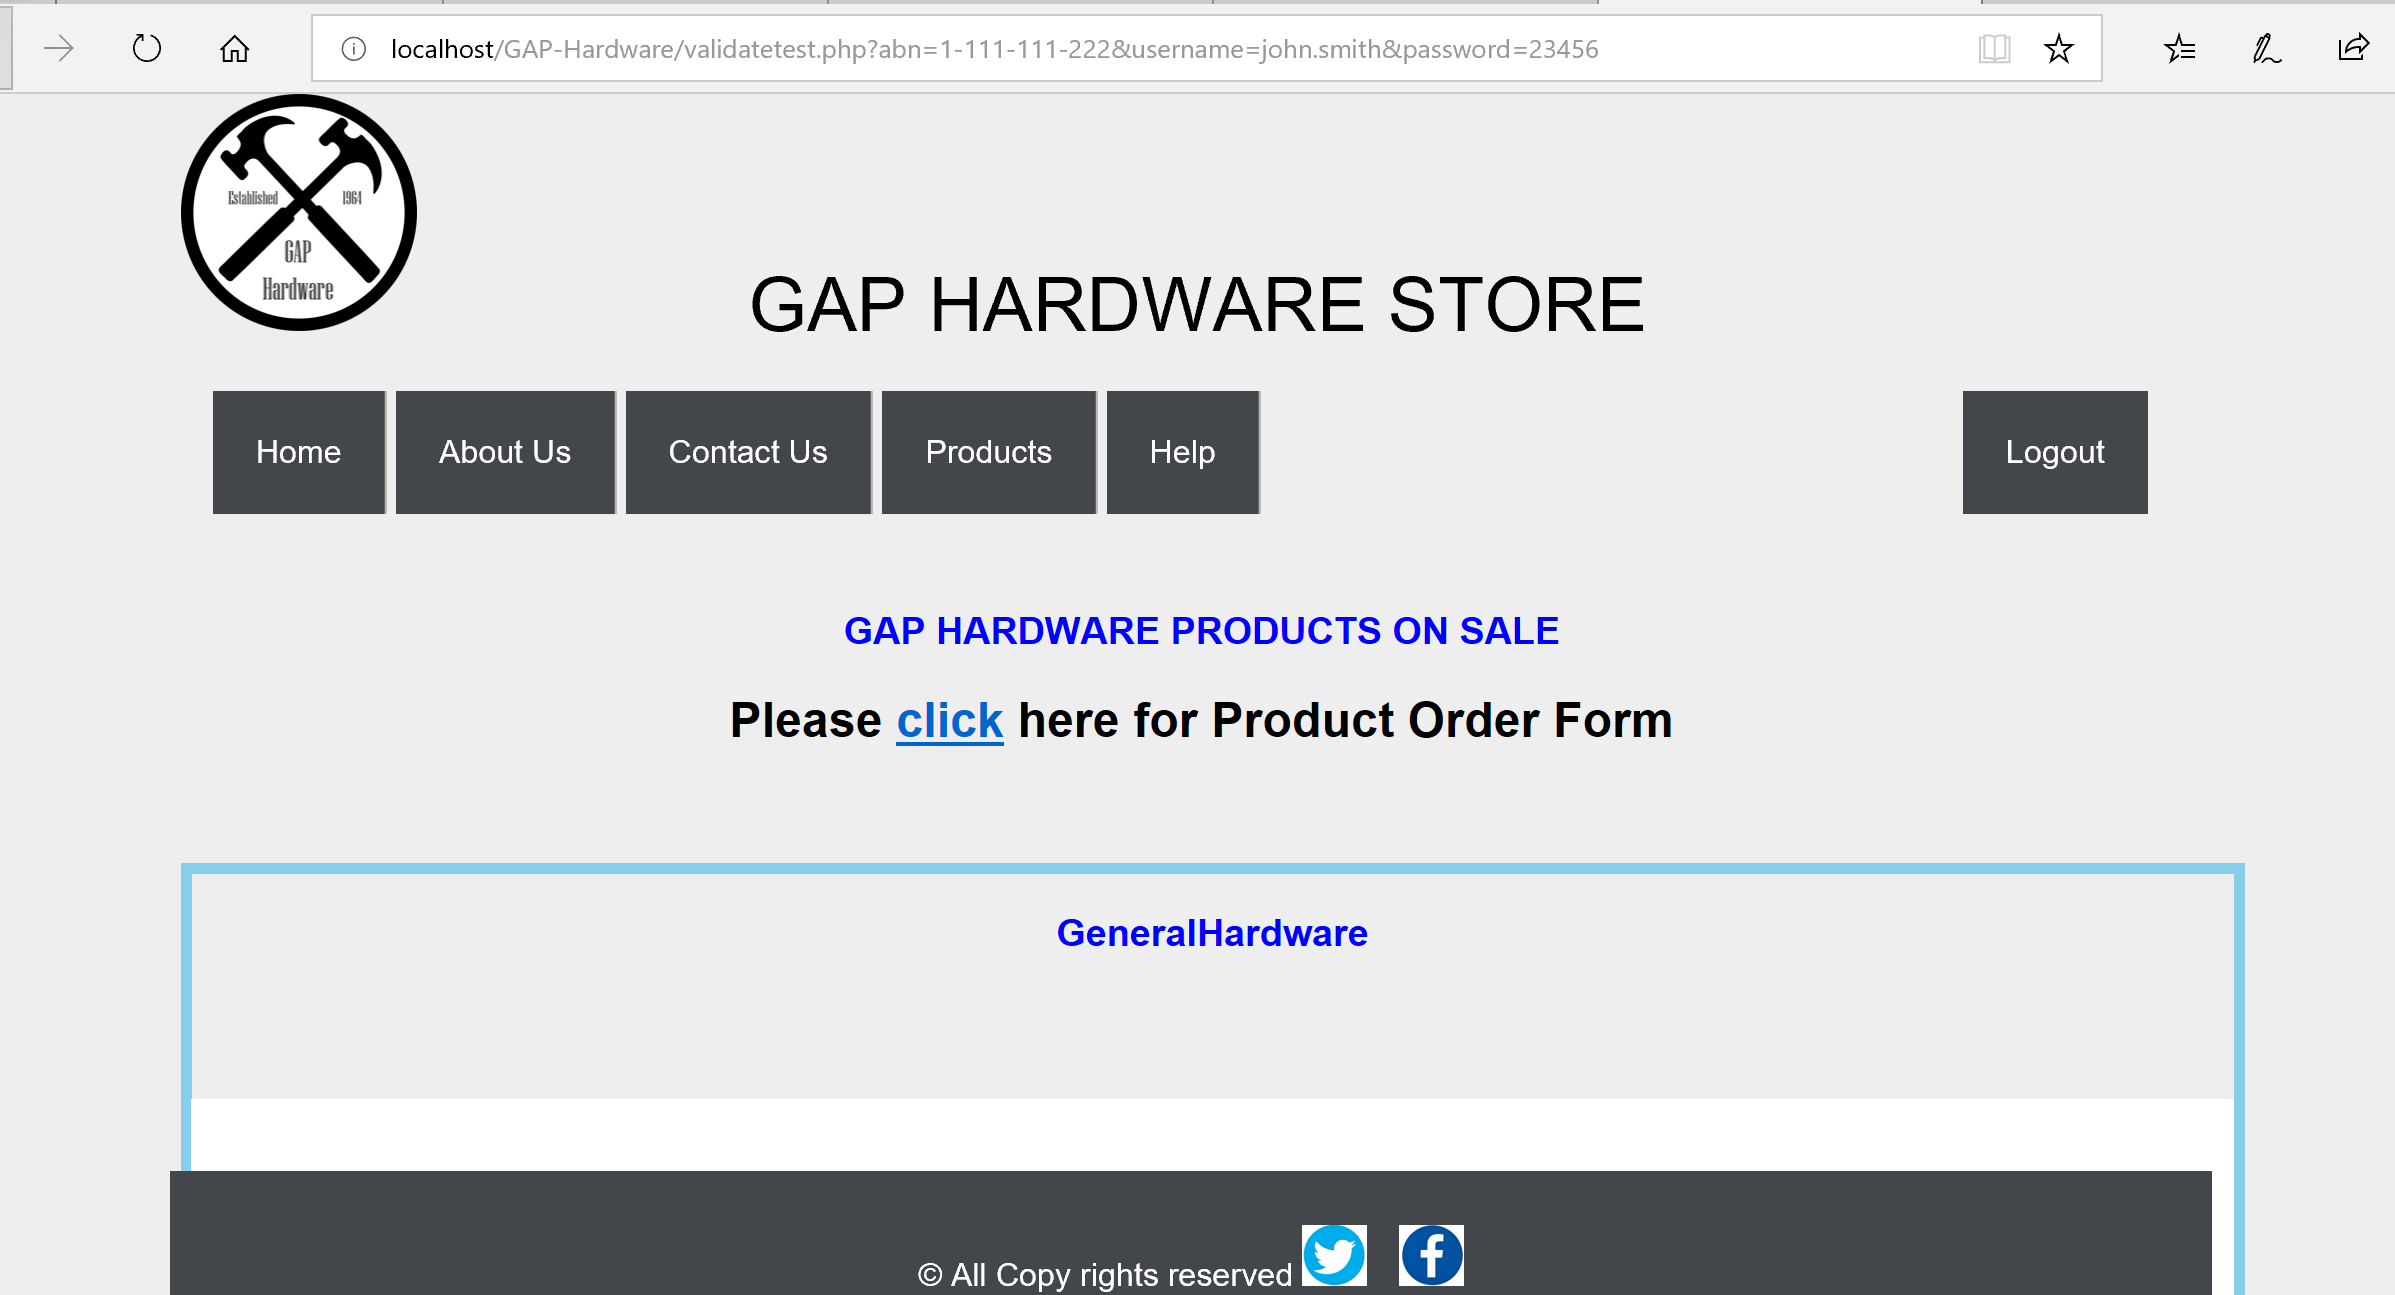 localhost/GAP-Hardware/validatetest.php?abn=1-111-111-222&username=john.smith&password=23456
Established 1964
GAP
Hardware
GAP HARDWARE STORE
Home About Us Contact Us Products Help Logout
GAP HARDWARE PRODUCTS ON SALE
Please click here for Product Order Form
GeneralHardware
© All Copy rights reserved